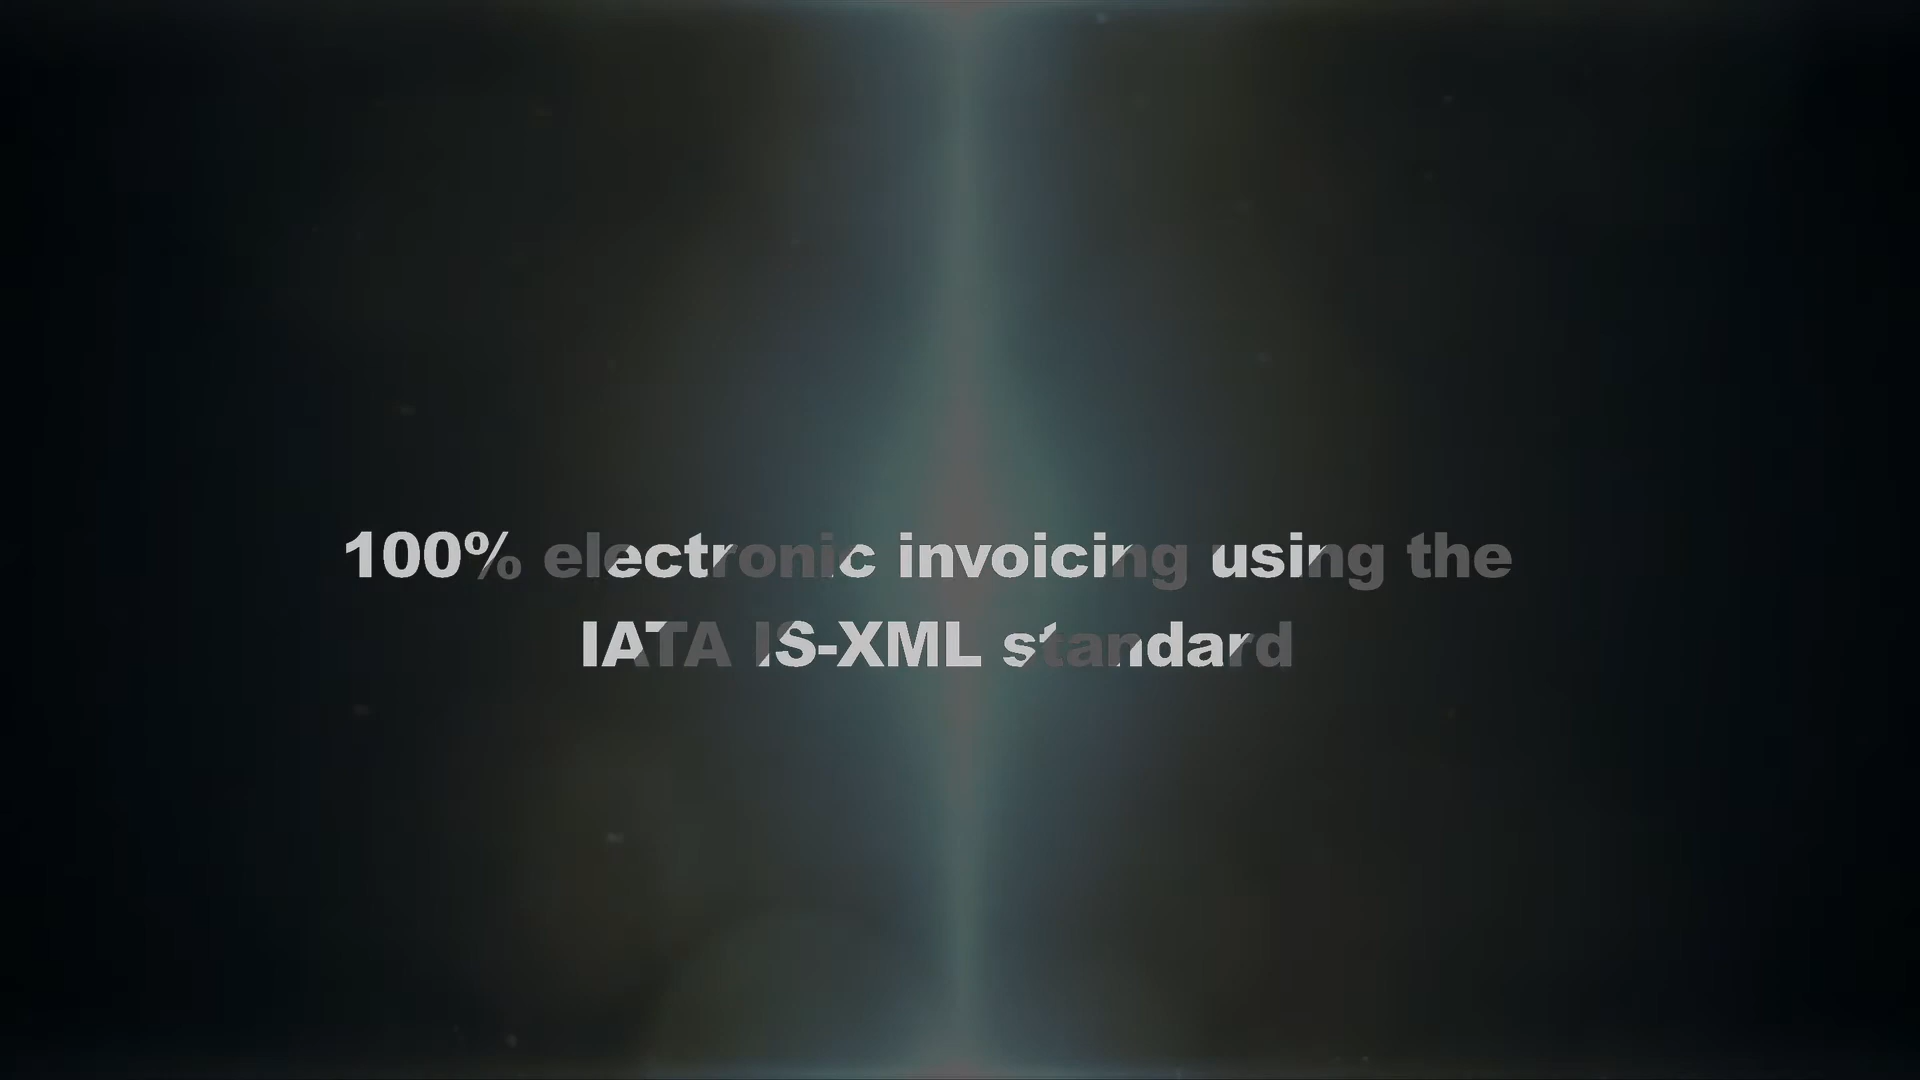 100% electronic invoicing using the
IATA IS-XML standard